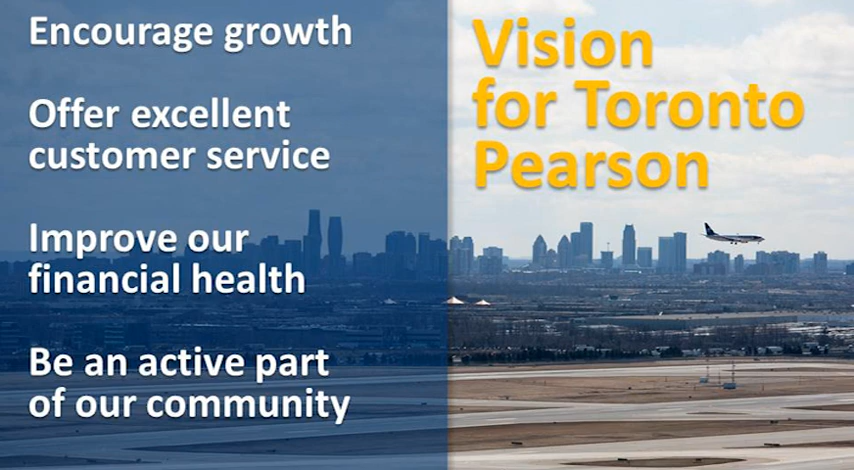 Encourage growth
Offer excellent
customer service
Improve our
financial health
Be an active part
of our community
Vision
for Toronto
Pearson